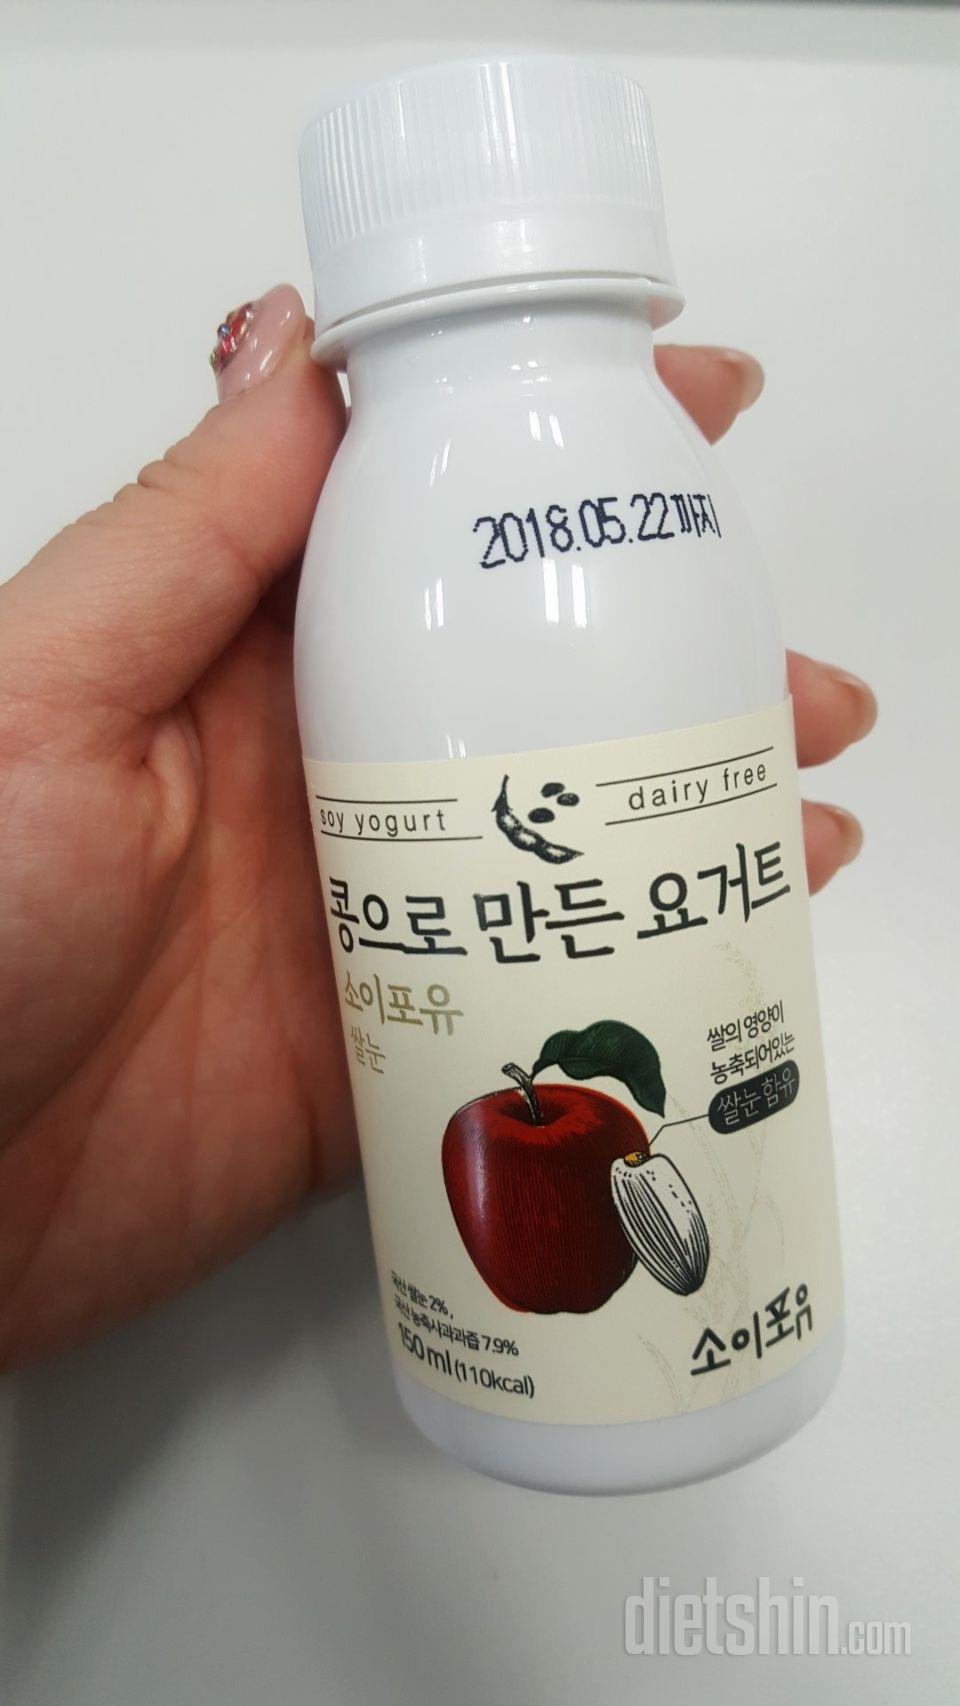 2018.05.22까지
soy yogurt
dairy free
콩으로 만든 요거트
소이포유
쌀눈
쌀의 영양이
농축되어있는
쌀눈 함유
국산 쌀눈 2%,
국산 농축사과과즙 7.9%
150 ml (110kcal)
소이포유
dietshin.com